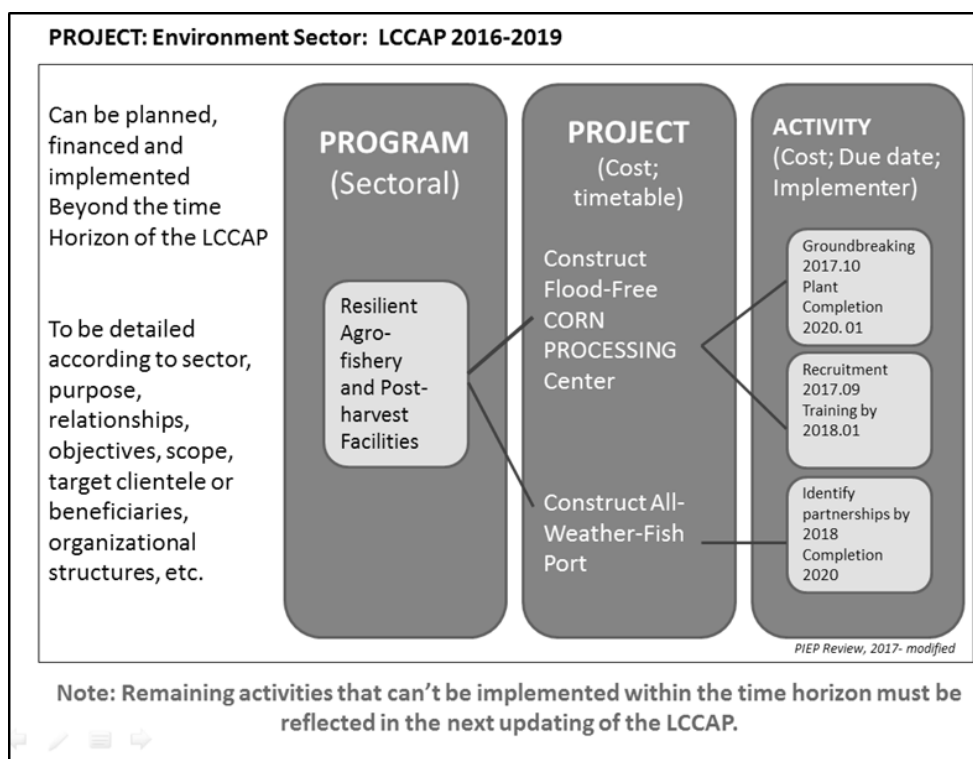 PROJECT: Environment Sector:  LCCAP 2016-2019
Can be planned,
financed and
implemented
Beyond the time
Horizon of the LCCAP
To be detailed
according to sector,
purpose,
relationships,
objectives, scope,
target clientele or
beneficiaries,
organizational
structures, etc.
PROGRAM
(Sectoral)
Resilient
Agro-
fishery
and Post-
harvest
Facilities
PROJECT
(Cost;
timetable)
Construct
Flood-Free
CORN
PROCESSING
Center
Construct All-
Weather-Fish
Port
ACTIVITY
(Cost; Due date;
Implementer)
Groundbreaking
2017.10
Plant
Completion
2020. 01
Recruitment
2017.09
Training by
2018.01
Identify
partnerships by
2018
Completion
2020
PIEP Review, 2017- modified
Note: Remaining activities that can’t be implemented within the time horizon must be
reflected in the next updating of the LCCAP.